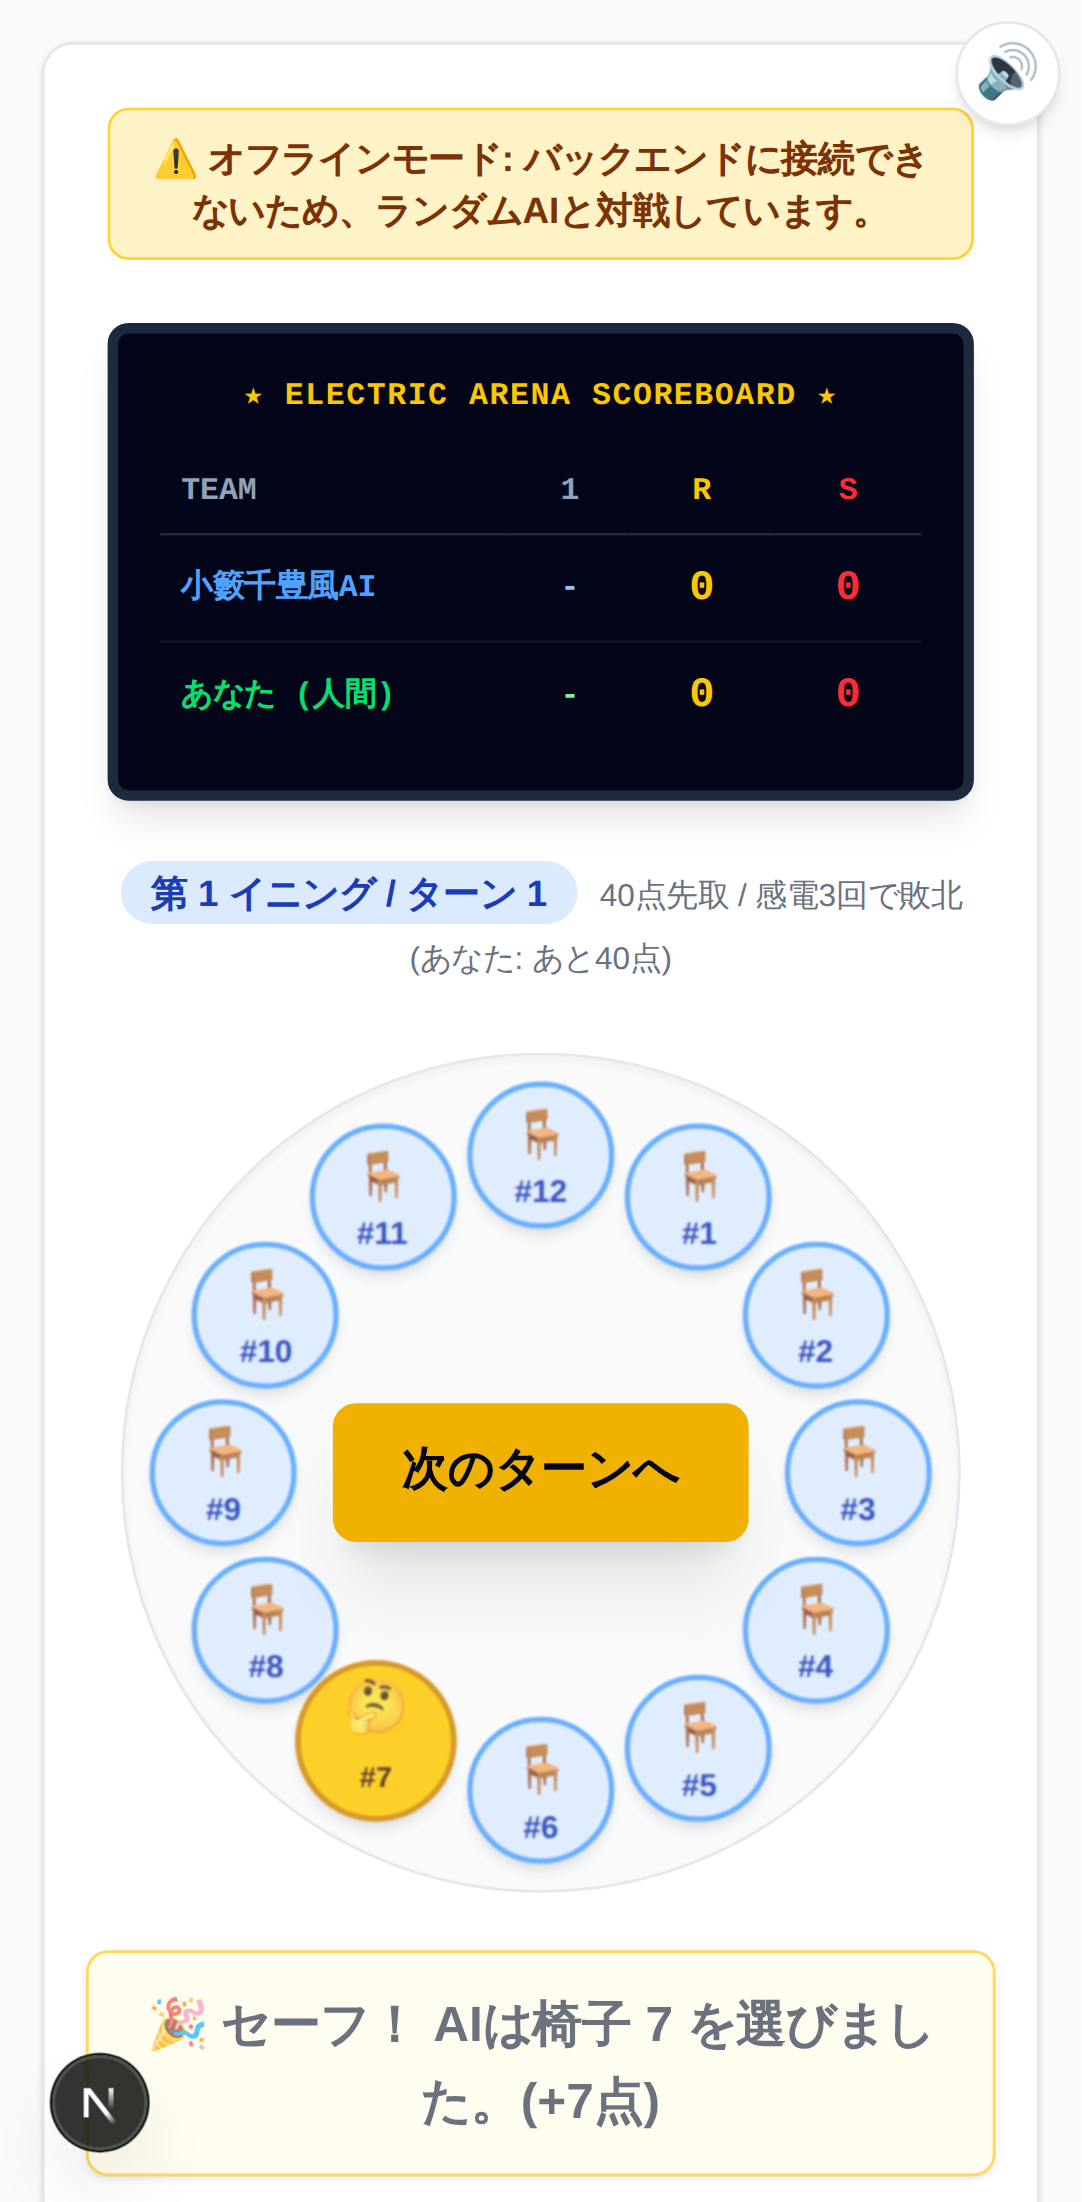 ⚠️ オフラインモード: バックエンドに接続でき
ないため、ランダムAIと対戦しています。
★ ELECTRIC ARENA SCOREBOARD ★
TEAM 1 R S
小籔千豊風AI - 0 0
あなた (人間) - 0 0
第 1 イニング / ターン 1 40点先取 / 感電3回で敗北
(あなた: あと40点)
#12
#11
#1
#10
#2
次のターンへ
#9
#3
#8
#4
#7
#5
#6
🎉 セーフ！ AIは椅子 7 を選びまし
た。(+7点)
N